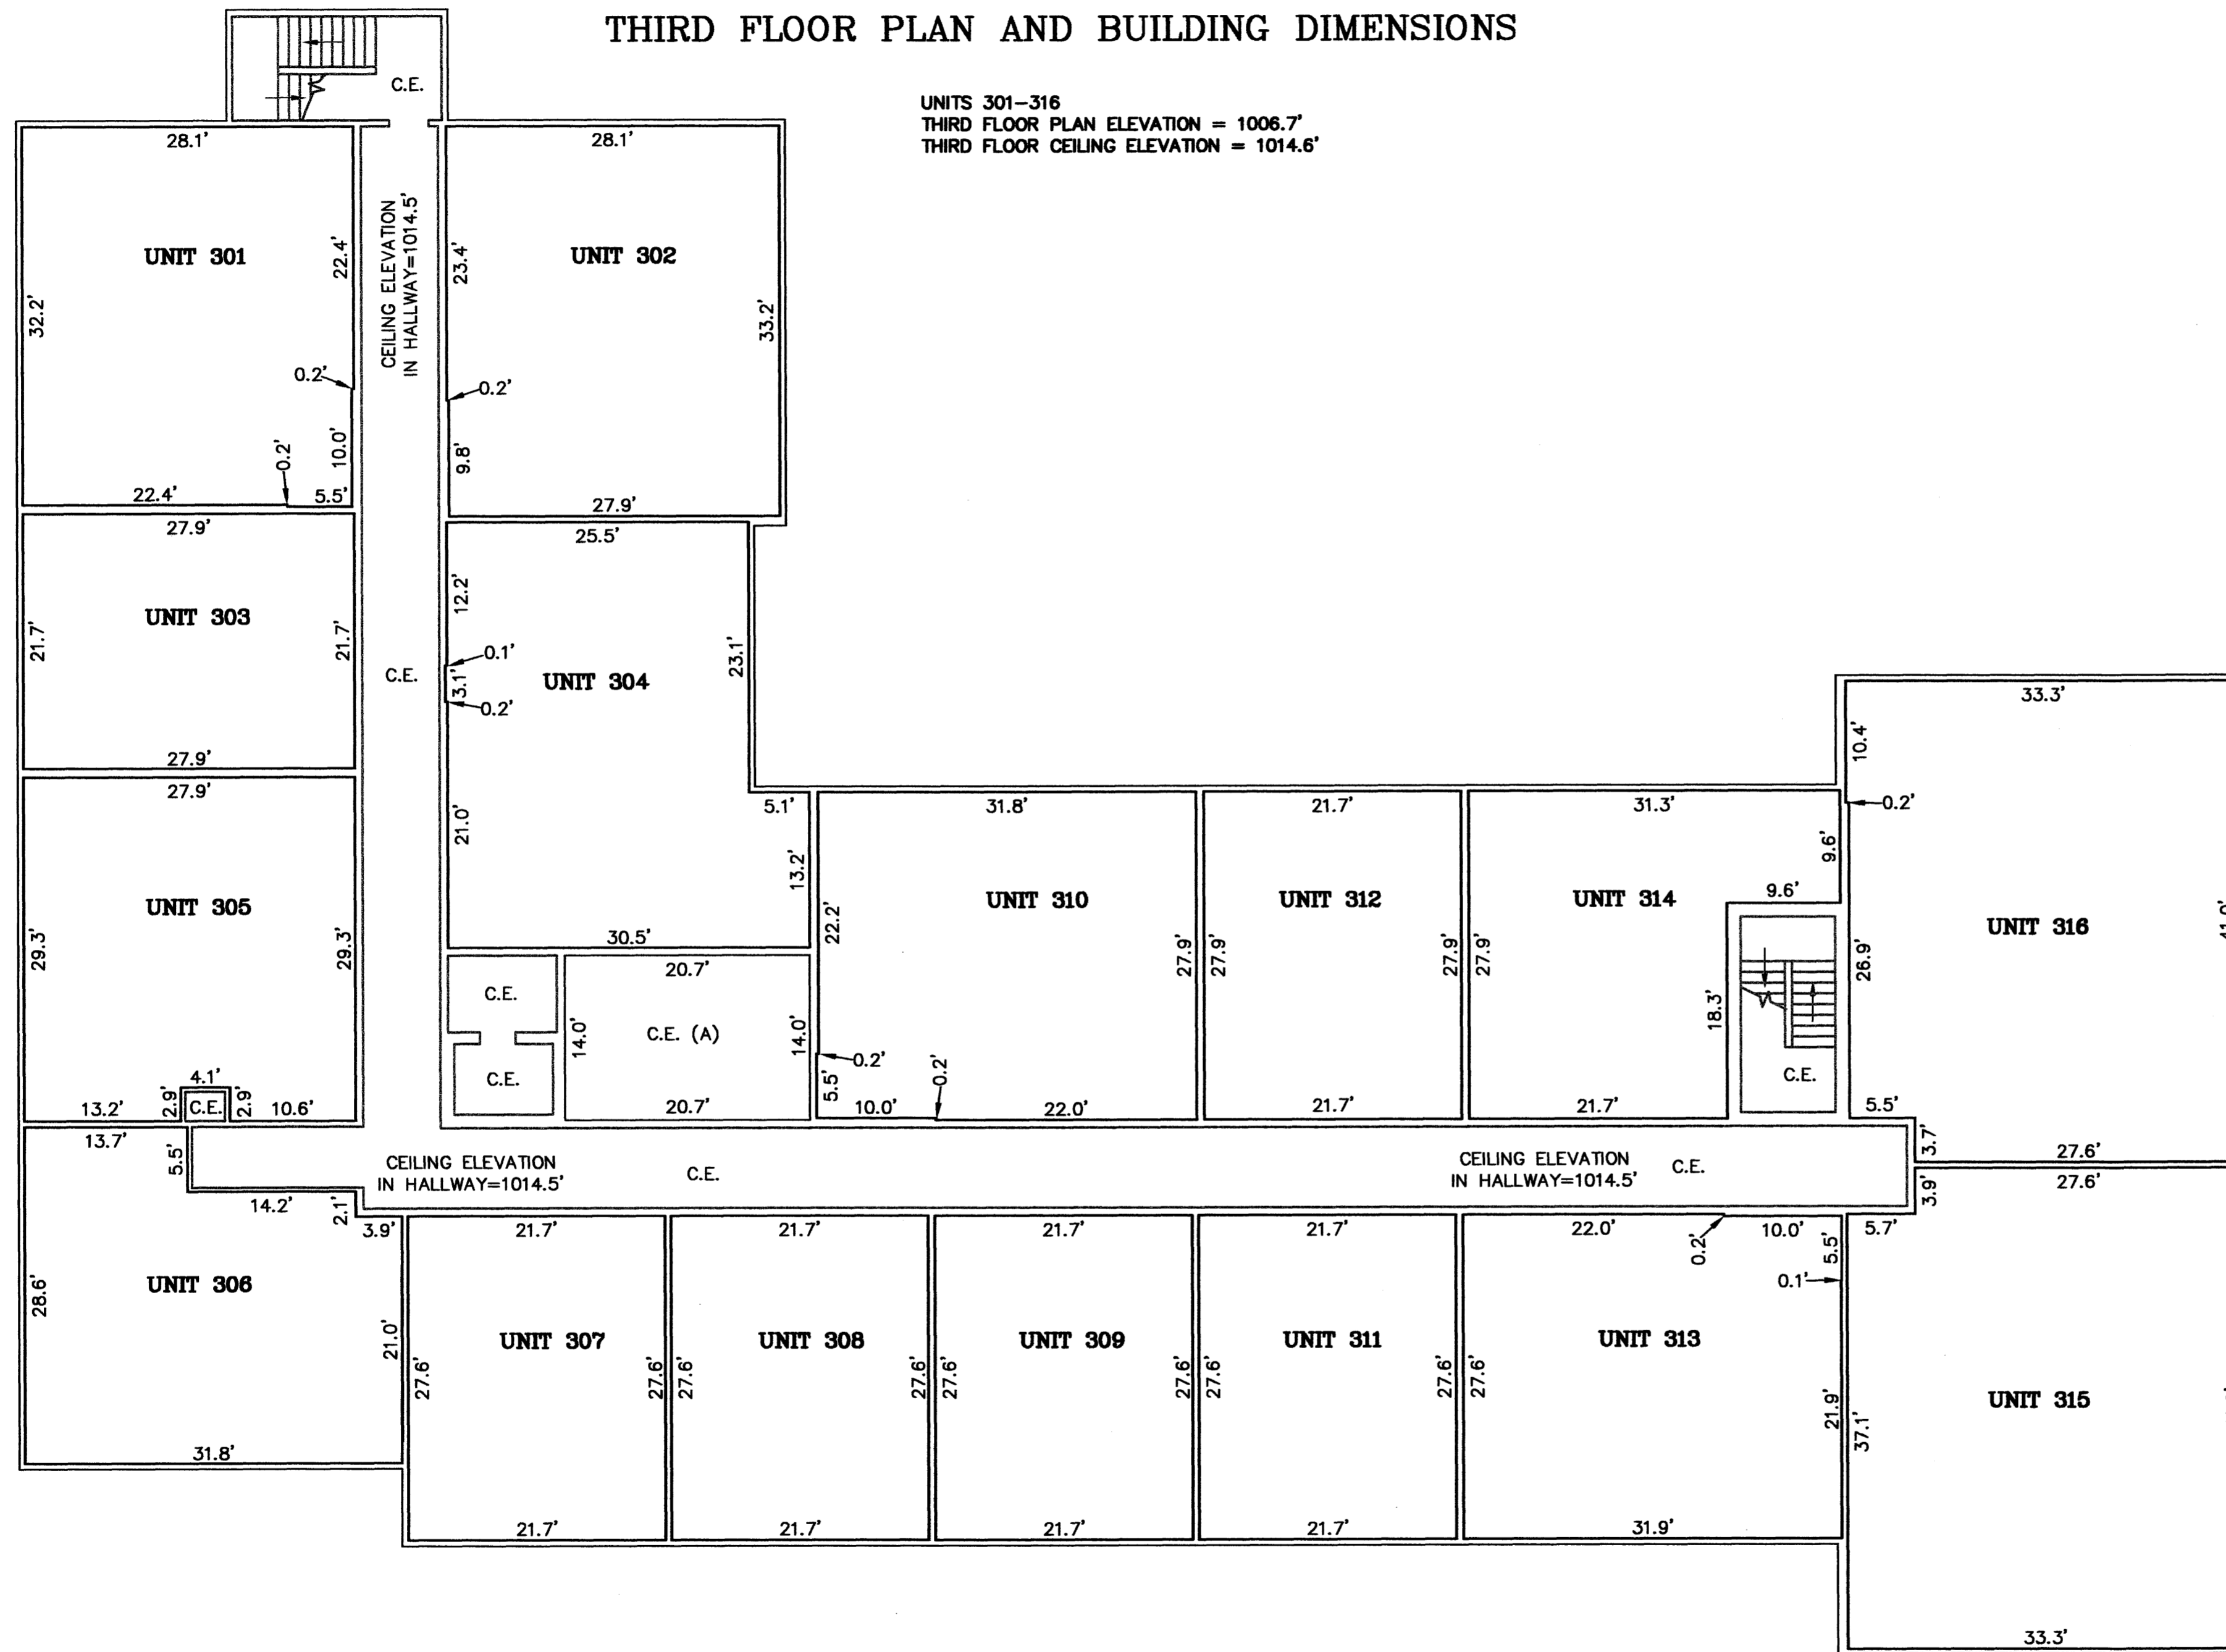 THIRD FLOOR PLAN AND BUILDING DIMENSIONS
UNITS 301-316
THIRD FLOOR PLAN ELEVATION = 1006.7'
THIRD FLOOR CEILING ELEVATION = 1014.6'
C.E.
28.1'
UNIT 301
22.4'
32.2'
0.2'
0.2'
10.0'
22.4'
5.5'
CEILING ELEVATION
IN HALLWAY=1014.5'
28.1'
23.4'
UNIT 302
33.2'
0.2'
9.8'
27.9'
27.9'
UNIT 303
21.7'
21.7'
27.9'
C.E.
25.5'
12.2'
0.1'
3.1'
0.2'
UNIT 304
23.1'
21.0'
5.1'
13.2'
30.5'
27.9'
UNIT 305
29.3'
29.3'
4.1'
13.2'
2.9'
C.E.
2.9'
10.6'
C.E.
C.E.
20.7'
14.0'
C.E. (A)
14.0'
20.7'
31.8'
UNIT 310
22.2'
27.9'
0.2'
5.5'
0.2'
10.0'
22.0'
21.7'
UNIT 312
27.9'
27.9'
21.7'
31.3'
9.6'
9.6'
UNIT 314
27.9'
18.3'
21.7'
C.E.
33.3'
10.4'
0.2'
UNIT 316
26.9'
5.5'
3.7'
27.6'
13.7'
5.5'
14.2'
2.1'
3.9'
UNIT 306
28.6'
21.0'
31.8'
CEILING ELEVATION
IN HALLWAY=1014.5'
C.E.
CEILING ELEVATION
IN HALLWAY=1014.5'
C.E.
21.7'
UNIT 307
27.6'
27.6'
21.7'
21.7'
UNIT 308
27.6'
27.6'
21.7'
21.7'
UNIT 309
27.6'
27.6'
21.7'
21.7'
UNIT 311
27.6'
27.6'
21.7'
22.0'
0.2'
10.0'
5.5'
0.1'
UNIT 313
27.6'
21.9'
31.9'
27.6'
3.9'
5.7'
UNIT 315
37.1'
33.3'